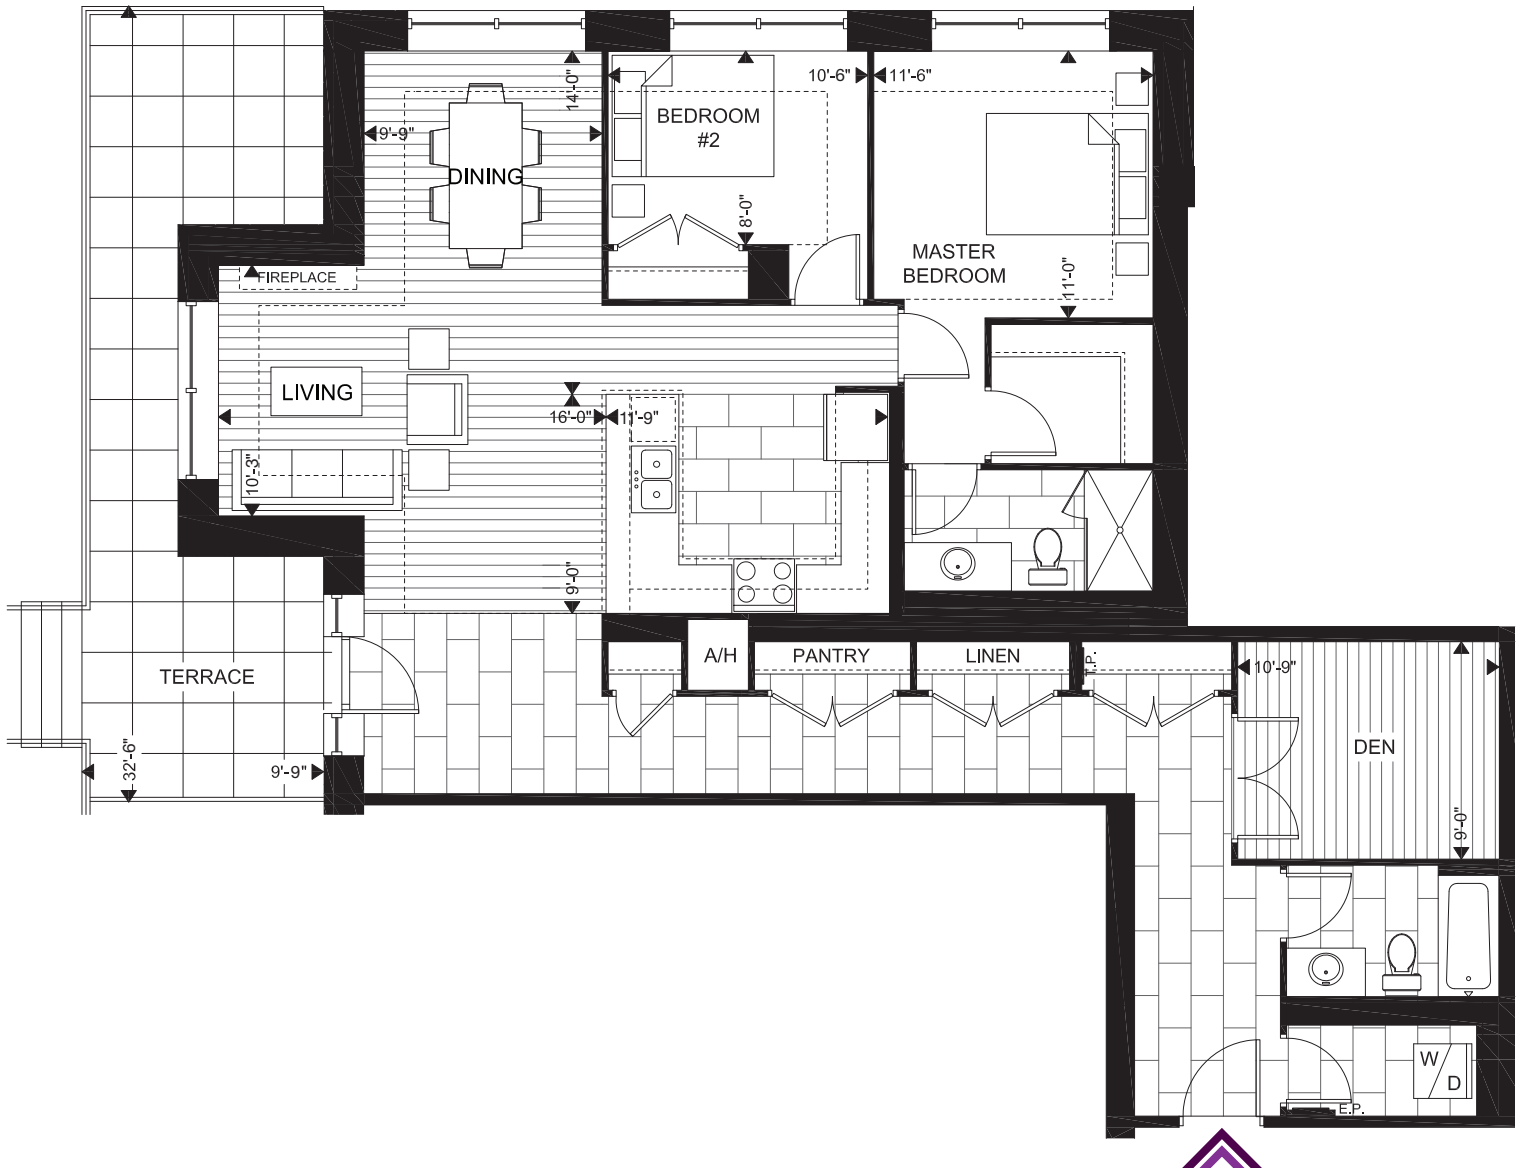 10'-6"
11'-6"
14'-0"
BEDROOM
#2
9'-9"
DINING
8'-0"
MASTER
BEDROOM
FIREPLACE
11'-0"
LIVING
16'-0"
11'-9"
10'-3"
9'-0"
TERRACE
A/H
PANTRY
LINEN
T.P.
10'-9"
DEN
32'-6"
9'-9"
9'-0"
W
D
E.P.